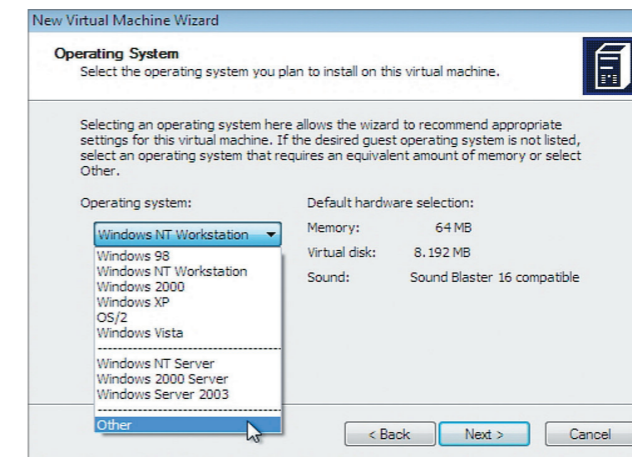 New Virtual Machine Wizard
Operating System
Select the operating system you plan to install on this virtual machine.
Selecting an operating system here allows the wizard to recommend appropriate
settings for this virtual machine. If the desired guest operating system is not listed,
select an operating system that requires an equivalent amount of memory or select
Other.
Operating system:
Windows NT Workstation
Windows 98
Windows NT Workstation
Windows 2000
Windows XP
OS/2
Windows Vista
Windows NT Server
Windows 2000 Server
Windows Server 2003
Other
Default hardware selection:
Memory: 64 MB
Virtual disk: 8.192 MB
Sound: Sound Blaster 16 compatible
< Back
Next >
Cancel